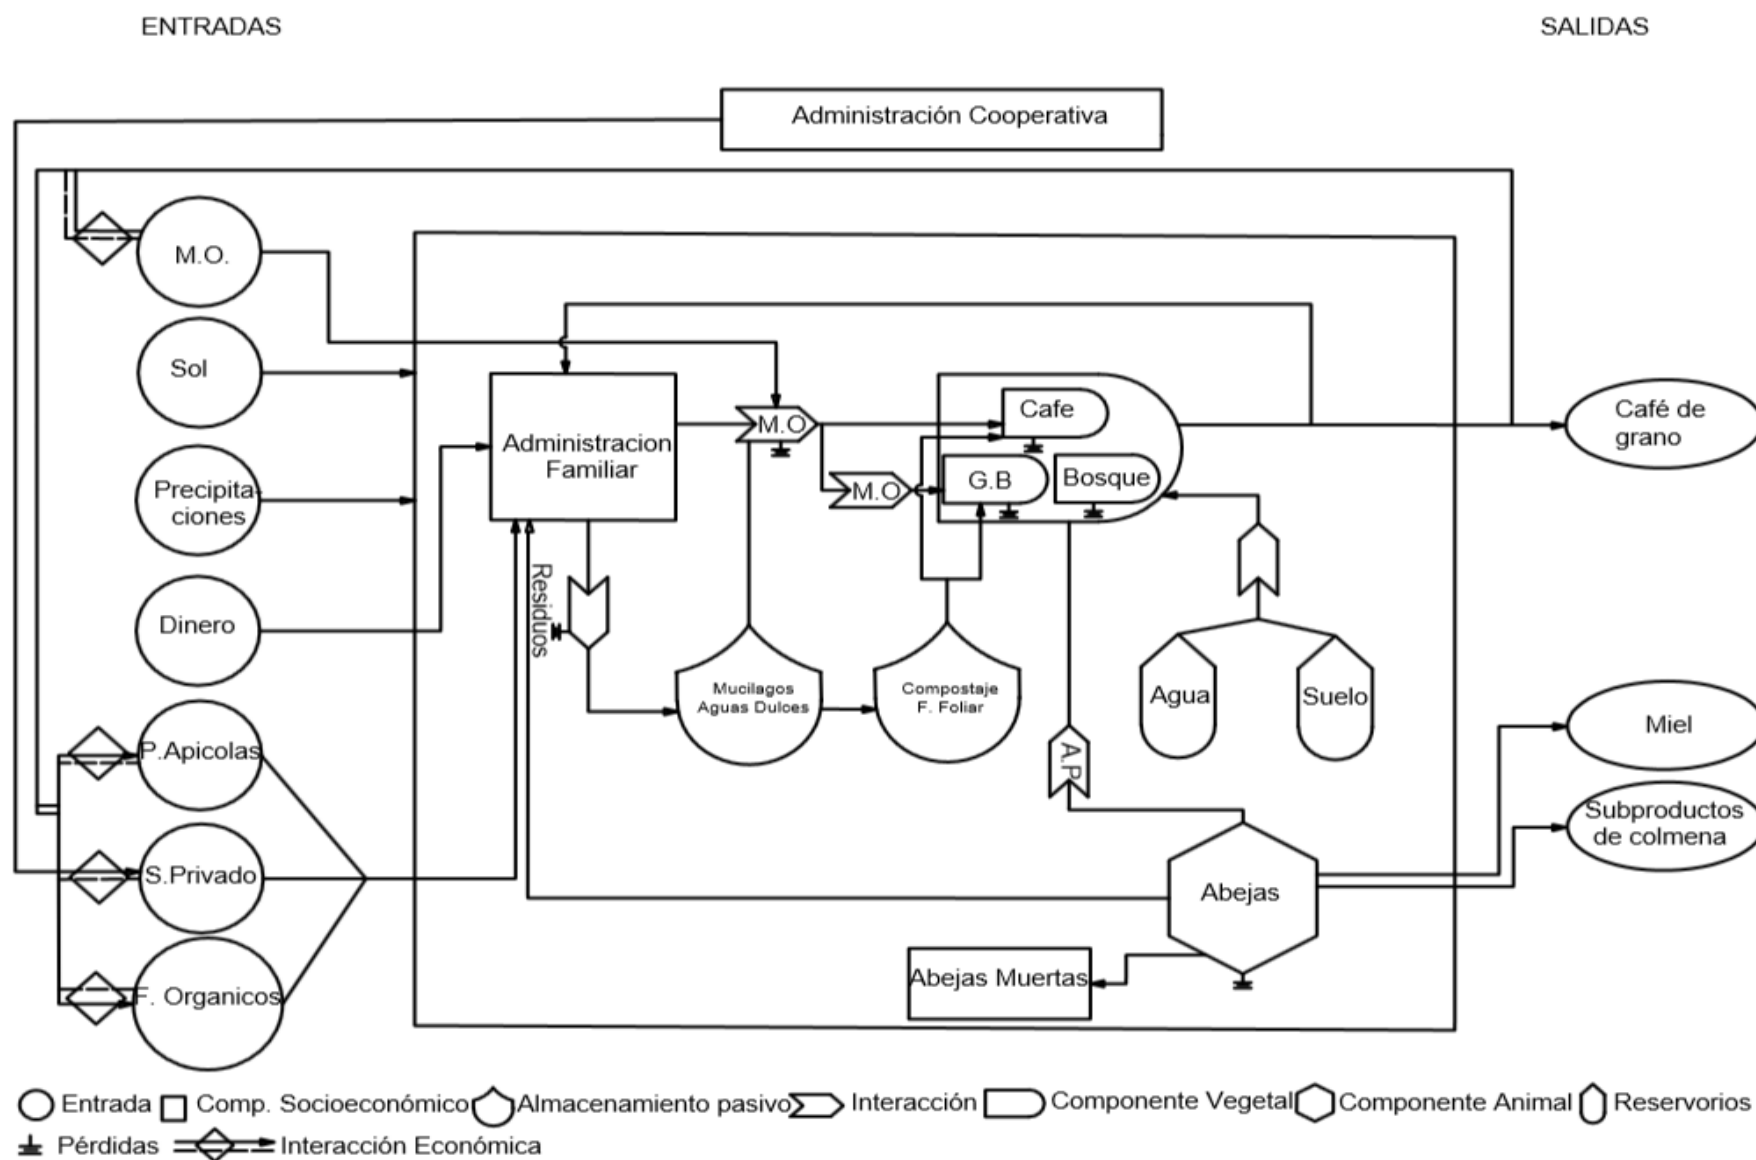 ENTRADAS
SALIDAS
Administración Cooperativa
M.O.
Sol
Precipita-
ciones
Dinero
P.Apicolas
S.Privado
F. Organicos
Administracion
Familiar
Residuos
M.O
M.O
Cafe
G.B
Bosque
Mucilagos
Aguas Dulces
Compostaje
F. Foliar
Agua
Suelo
A.P
Abejas
Abejas Muertas
Café de
grano
Miel
Subproductos
de colmena
Entrada
Comp. Socioeconómico
Almacenamiento pasivo
Interacción
Componente Vegetal
Componente Animal
Reservorios
Pérdidas
Interacción Económica